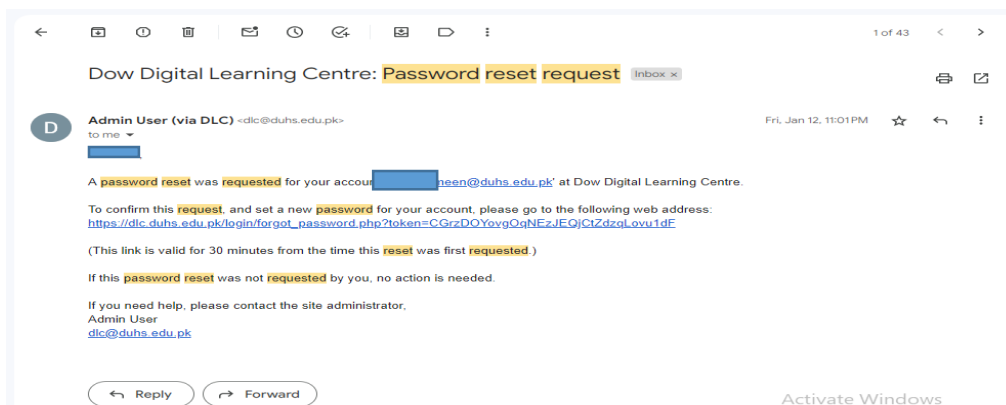 1 of 43
Dow Digital Learning Centre: Password reset request Inbox ×
D
Admin User (via DLC) <dlc@duhs.edu.pk>
Fri, Jan 12, 11:01PM
to me
A password reset was requested for your accour neen@duhs.edu.pk' at Dow Digital Learning Centre.
To confirm this request, and set a new password for your account, please go to the following web address:
https://dlc.duhs.edu.pk/login/forgot_password.php?token=CGrzDOYovgOqNEzJEQjCtZdzqLovu1dF
(This link is valid for 30 minutes from the time this reset was first requested.)
If this password reset was not requested by you, no action is needed.
If you need help, please contact the site administrator,
Admin User
dlc@duhs.edu.pk
Reply
Forward
Activate Windows